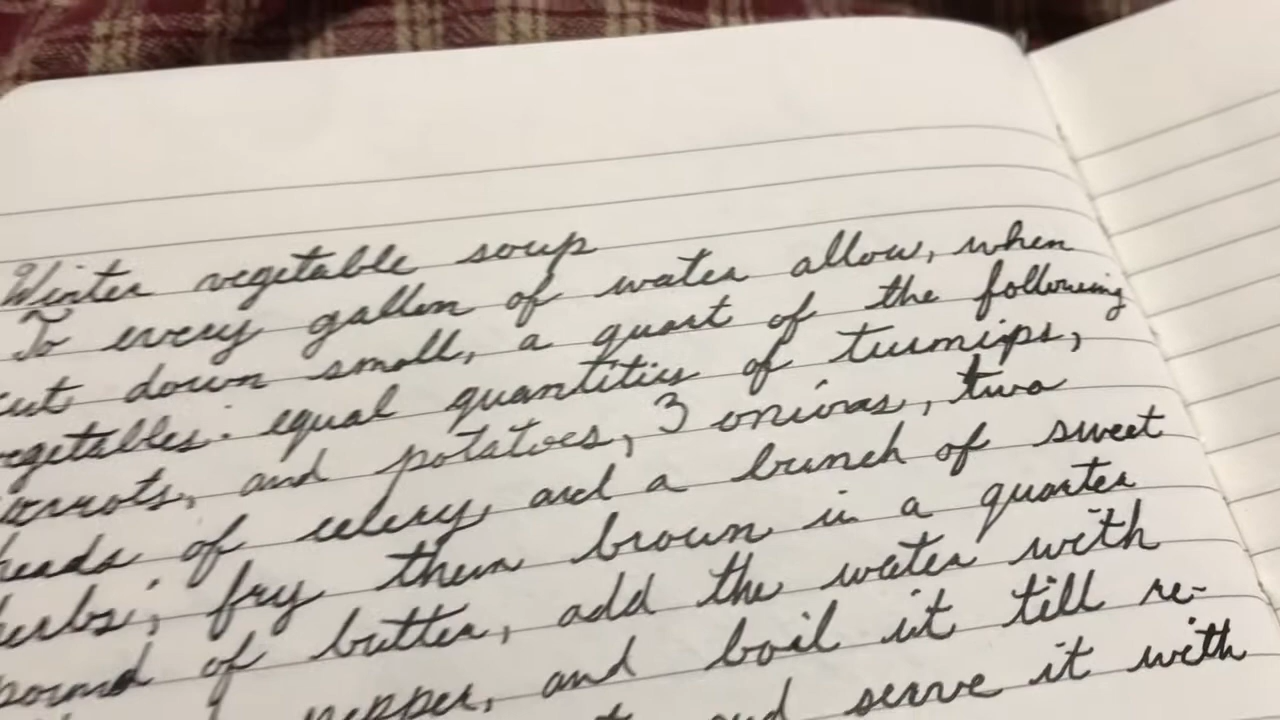 Winter vegetable soup
To every gallon of water allow, when
cut down small, a quart of the following
vegetables: equal quantities of turnips,
carrots, and potatoes, 3 onions, two
heads of celery, and a bunch of sweet
herbs; fry them brown in a quarter
pound of butter, add the water with
pepper, and boil it till re-
and serve it with